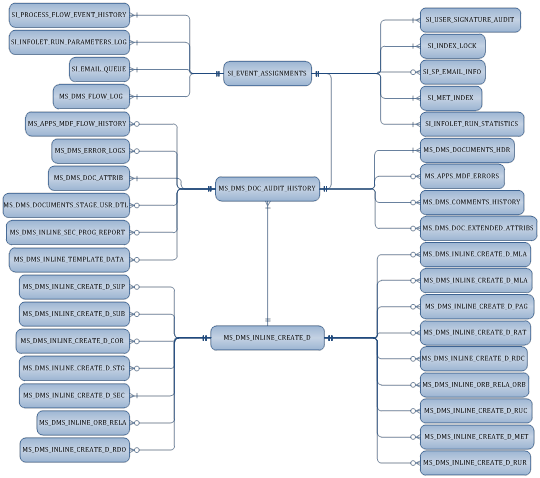 SI_PROCESS_FLOW_EVENT_HISTORY
SI_INFOLET_RUN_PARAMETERS_LOG
SI_EMAIL_QUEUE
MS_DMS_FLOW_LOG
SI_EVENT_ASSIGNMENTS
SI_USER_SIGNATURE_AUDIT
SI_INDEX_LOCK
SI_SP_EMAIL_INFO
SI_MET_INDEX
SI_INFOLET_RUN_STATISTICS
MS_APPS_MDF_FLOW_HISTORY
MS_DMS_ERROR_LOGS
MS_DMS_DOC_ATTRIB
MS_DMS_DOCUMENTS_STAGE_USR_DTL
MS_DMS_INLINE_SEC_PROG_REPORT
MS_DMS_INLINE_TEMPLATE_DATA
MS_DMS_DOC_AUDIT_HISTORY
MS_DMS_DOCUMENTS_HDR
MS_APPS_MDF_ERRORS
MS_DMS_COMMENTS_HISTORY
MS_DMS_DOC_EXTENDED_ATTRIBS
MS_DMS_INLINE_CREATE_D_SUP
MS_DMS_INLINE_CREATE_D_SUB
MS_DMS_INLINE_CREATE_D_COR
MS_DMS_INLINE_CREATE_D_STG
MS_DMS_INLINE_CREATE_D_SEC
MS_DMS_INLINE_ORB_RELA
MS_DMS_INLINE_CREATE_D_RDO
MS_DMS_INLINE_CREATE_D
MS_DMS_INLINE_CREATE_D_MLA
MS_DMS_INLINE_CREATE_D_MLA
MS_DMS_INLINE_CREATE_D_PAG
MS_DMS_INLINE_CREATE_D_RAT
MS_DMS_INLINE_CREATE_D_RDC
MS_DMS_INLINE_ORB_RELA_ORB
MS_DMS_INLINE_CREATE_D_RUC
MS_DMS_INLINE_CREATE_D_MET
MS_DMS_INLINE_CREATE_D_RUR